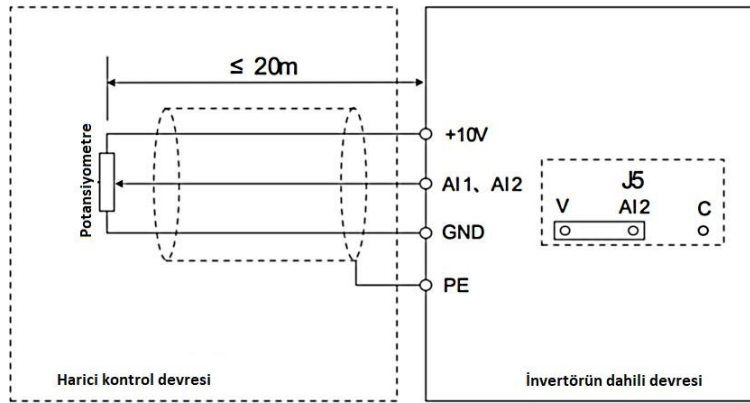 ≤ 20m
Potansiyometre
+10V
AI1、AI2
GND
PE
J5
V AI2 C
Harici kontrol devresi
İnvertörün dahili devresi